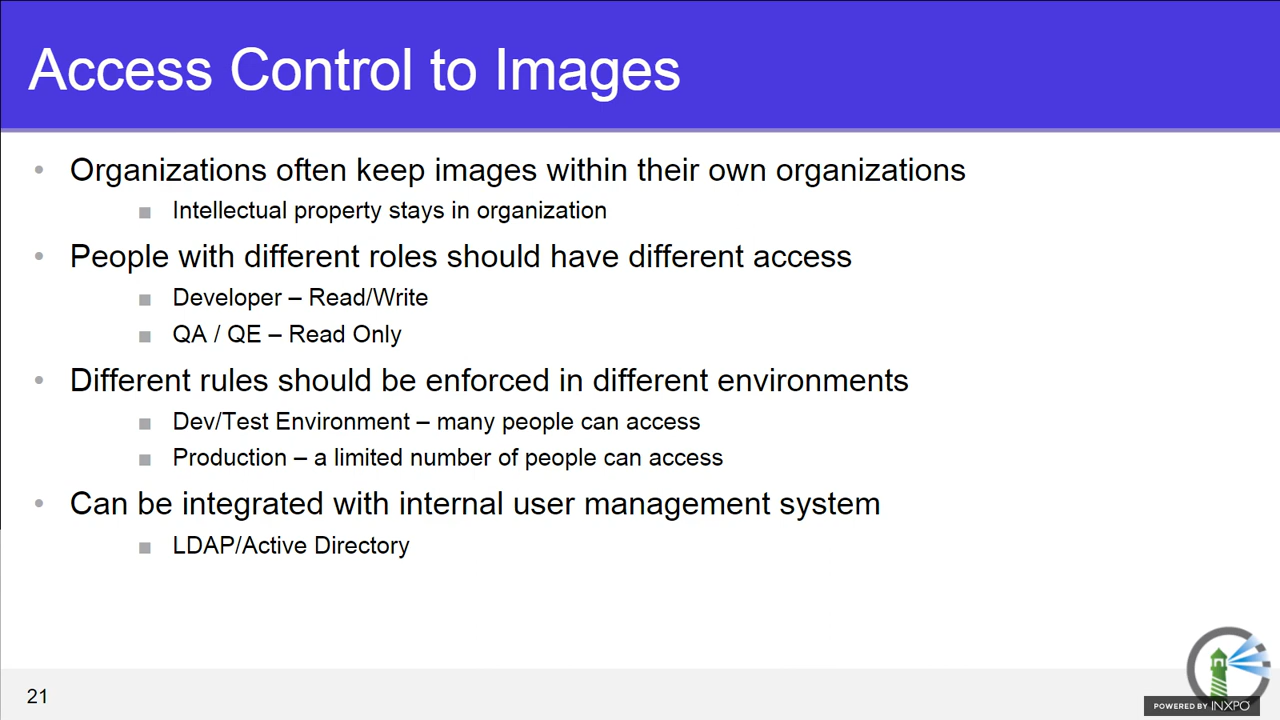 Access Control to Images
• Organizations often keep images within their own organizations
■ Intellectual property stays in organization
• People with different roles should have different access
■ Developer – Read/Write
■ QA / QE – Read Only
• Different rules should be enforced in different environments
■ Dev/Test Environment – many people can access
■ Production – a limited number of people can access
• Can be integrated with internal user management system
■ LDAP/Active Directory
21
POWERED BY INXPO